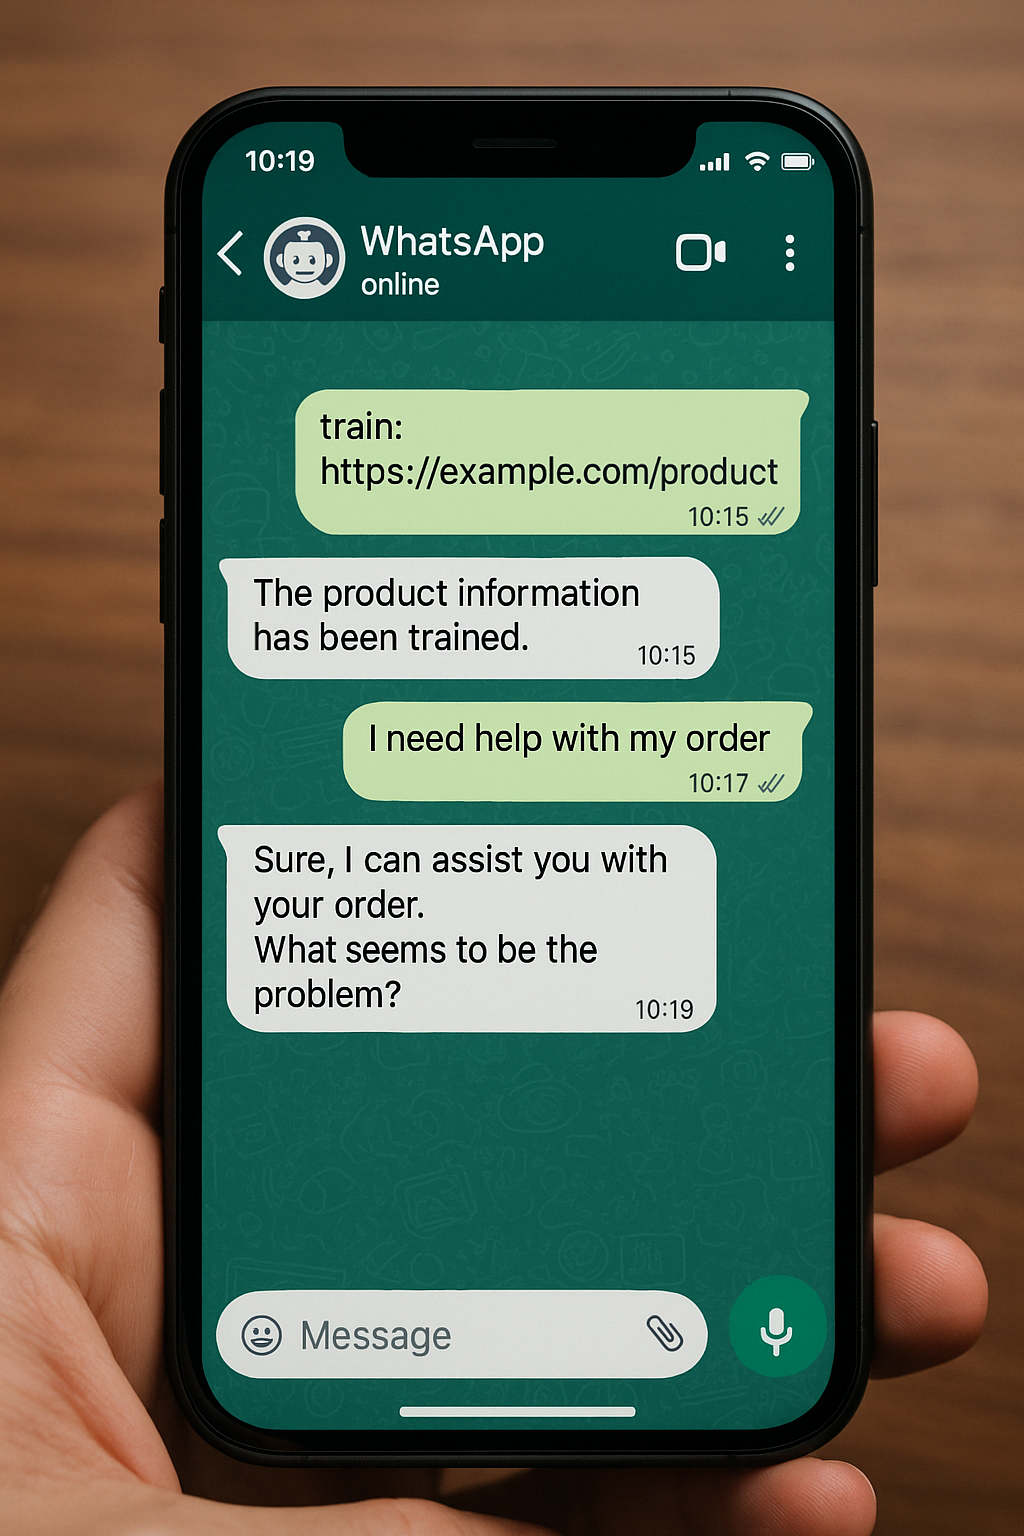 10:19
WhatsApp
online
train:
https://example.com/product
10:15
The product information
has been trained.
10:15
I need help with my order
10:17
Sure, I can assist you with
your order.
What seems to be the
problem?
10:19
Message